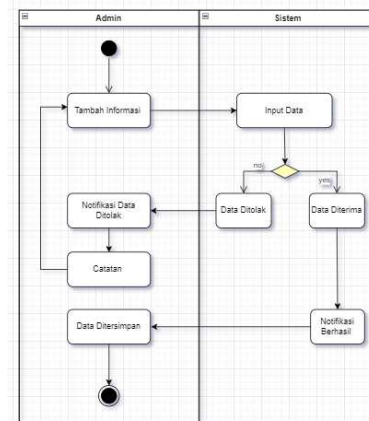 Admin
Sistem
Tambah Informasi
Input Data
no
yes
Notifikasi Data
Ditolak
Data Ditolak
Data Diterima
Catatan
Data Ditersimpan
Notifikasi
Berhasil